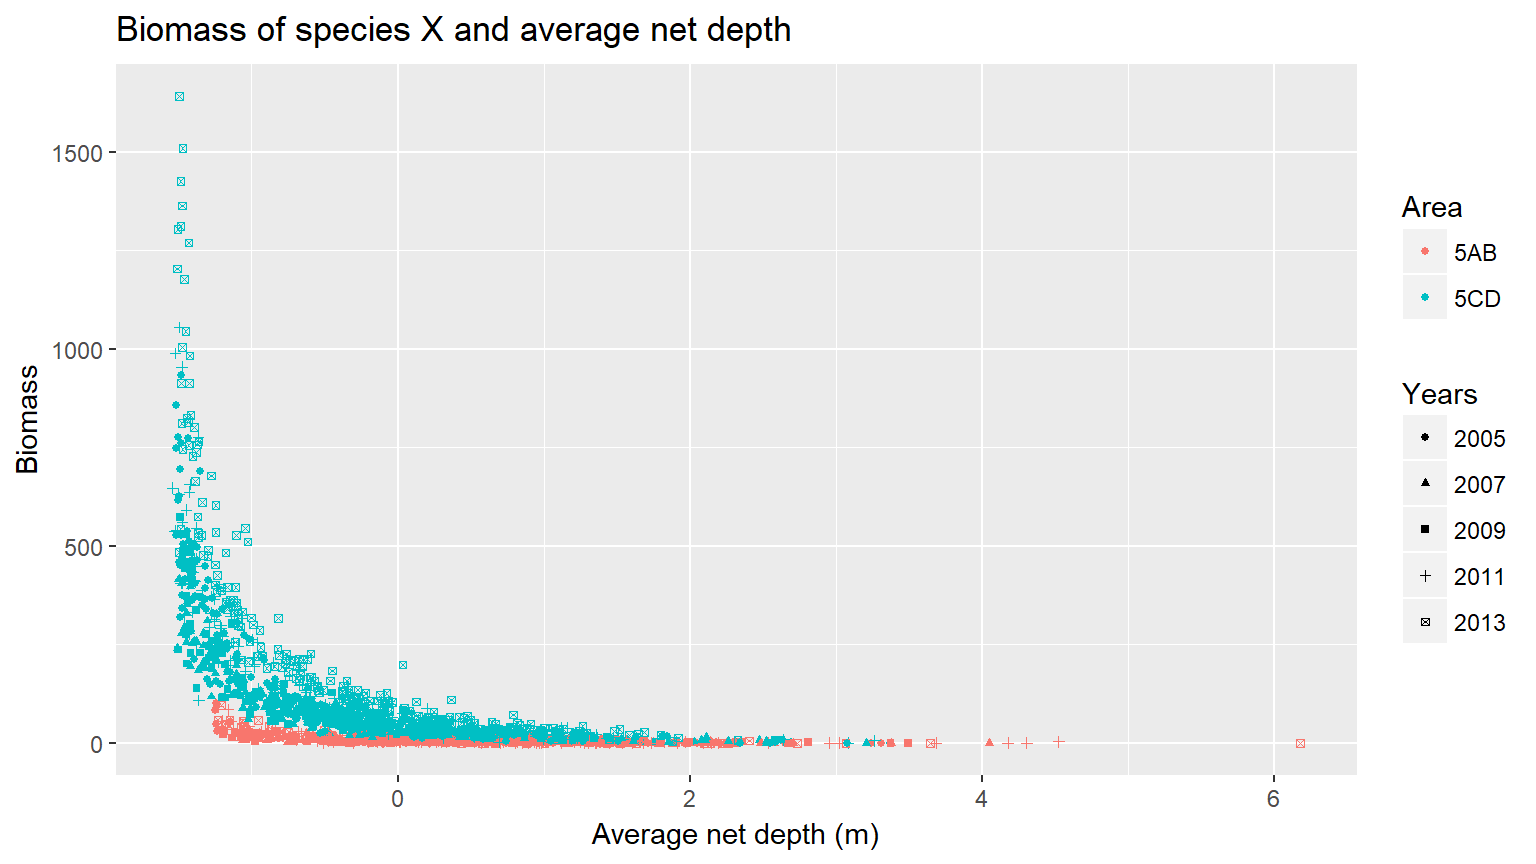 Biomass of species X and average net depth
1500
1000
500
0
Biomass
0 2 4 6
Average net depth (m)
Area
5AB
5CD
Years
2005
2007
2009
2011
2013